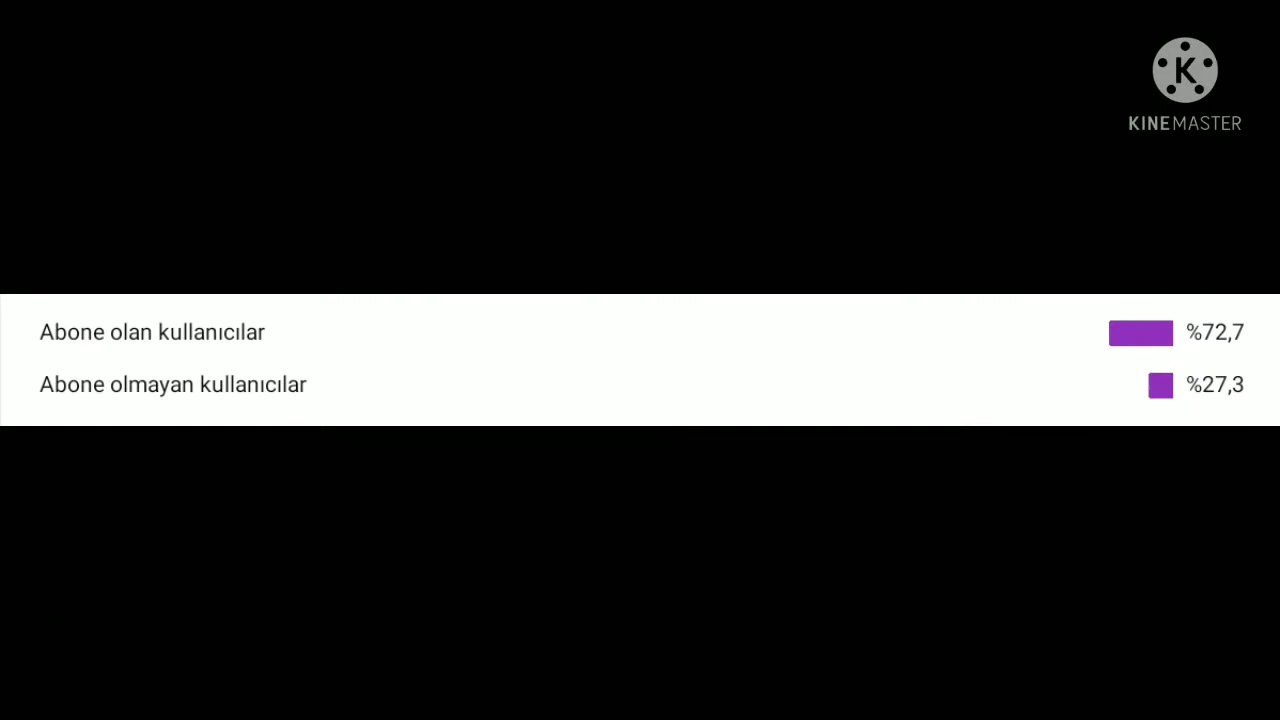 K
KINEMASTER
Abone olan kullanıcılar %72,7
Abone olmayan kullanıcılar %27,3